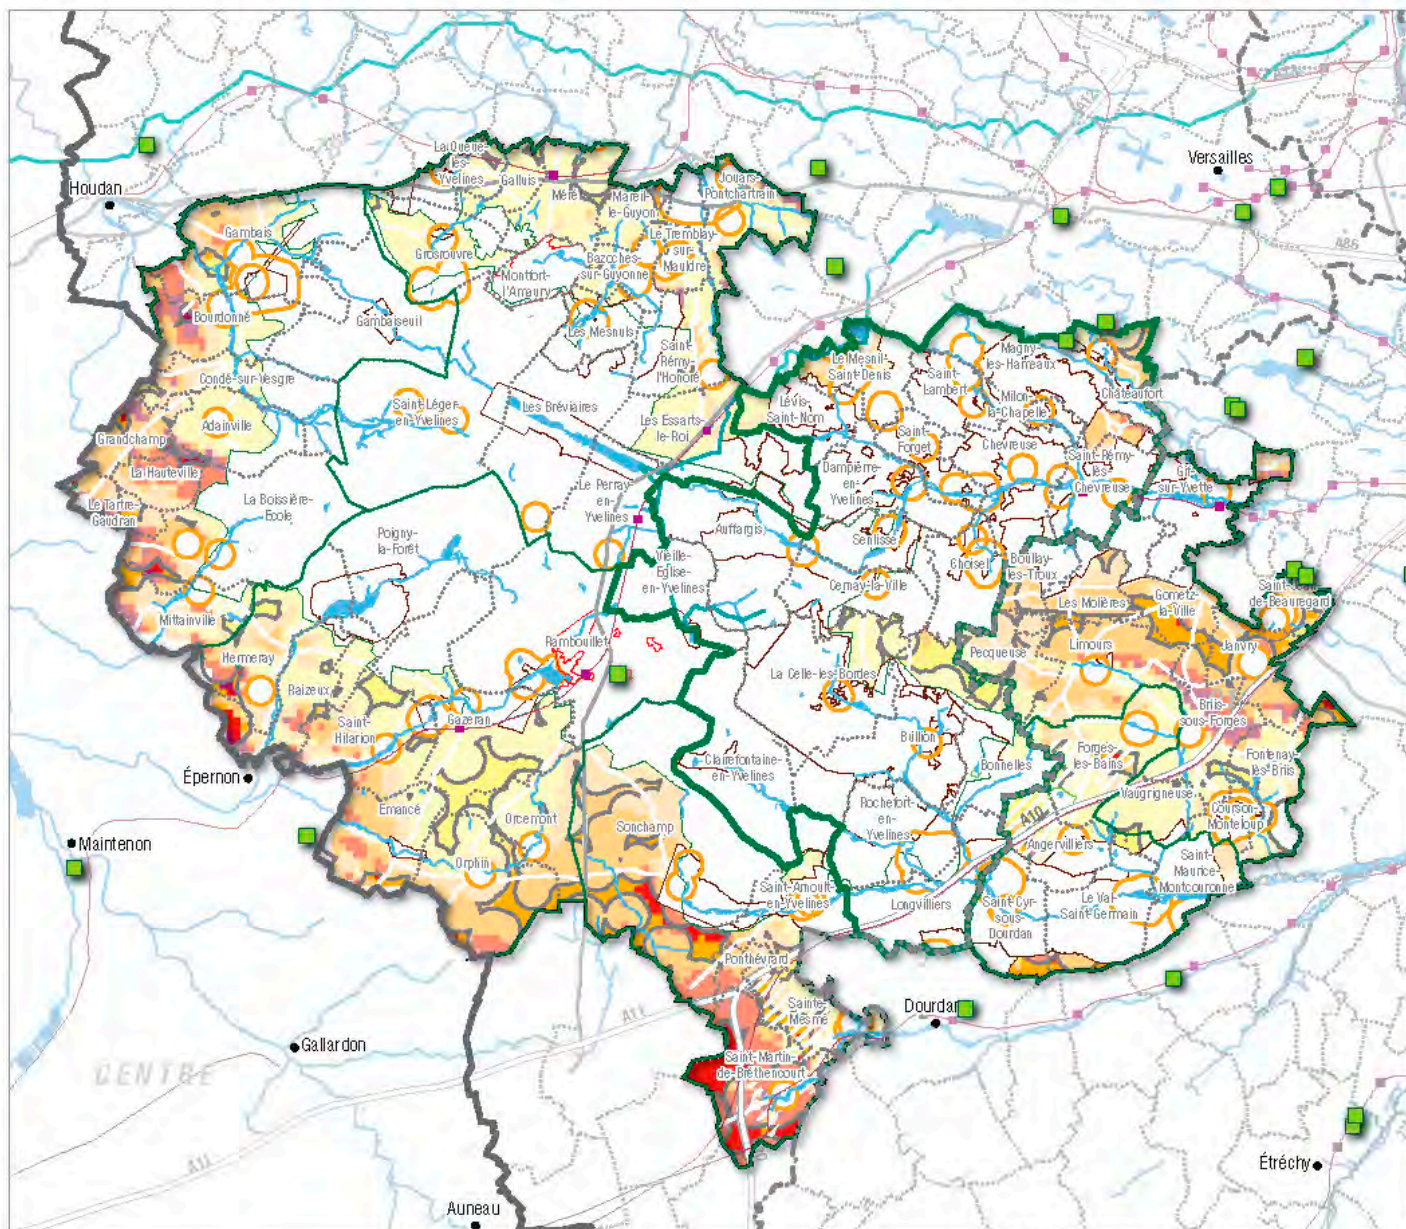 Versailles
Houdan
La Queue-
les-
Yvelines
Galluis
Méré
Mareil-
le-Guyon
Jouars-
Pontchartrain
Gambais
Grosrouvre
Le Tremblay-
sur-
Mauldre
Bazoches-
sur-Guyonne
Montfort-
l'Amaury
A86
Bourdonné
Gambaiseuil
Les Mesnuls
Saint-
Rémy-
l'Honoré
Condé-sur-Vesgre
Le Mesnil-
Saint-Denis
Magny-
les-Hameaux
Saint-
Lambert
Châteaufort
Milon-
la-Chapelle
Lévis-
Saint-Nom
Saint-Léger-
en-Yvelines
Les Bréviaires
Les Essarts-
le-Roi
Adainville
Grandchamp
La Hauteville
Saint-
Forget
Chevreuse
Saint-Rémy-
lès-
Chevreuse
Dampierre-
en-
Yvelines
Gif-
sur-Yvette
Le Tartre-
Gaudran
La Boissière-
Ecole
Le Perray-
en-
Yvelines
Poigny-
la-Forêt
Auffargis
Senlisse
Vieille-
Eglise-
en-Yvelines
Choisel
Boullay-
les-Troux
Cernay-la-Ville
Mittainville
Les Molières
Gometz-
la-Ville
Saint-Jean-
de-Beauregard
Hermeray
Rambouillet
Pecqueuse
Limours
Janvry
Raizeux
La Celle-les-Bordes
Saint-
Hilarion
Gazeran
Briis-
sous-Forges
Bullion
Forges-
les-Bains
Bonnelles
Fontenay-
lès-Briis
Épernon
Clairefontaine-
en-Yvelines
Vaugrigneuse
Emancé
Orcemont
Sonchamp
Rochefort-
en-
Yvelines
A10
Courson-
Monteloup
Maintenon
Angervilliers
Orphin
Saint-
Maurice-
Montcouronne
Saint-Arnoult-
en-Yvelines
Longvilliers
Saint-Cyr-
sous-
Dourdan
Le Val-
Saint-Germain
Ponthévrard
Sainte-
Mesme
Dourdan
A11
Gallardon
Saint-Martin-
de-Bréthencourt
CENTRE
A11
Étréchy
Auneau